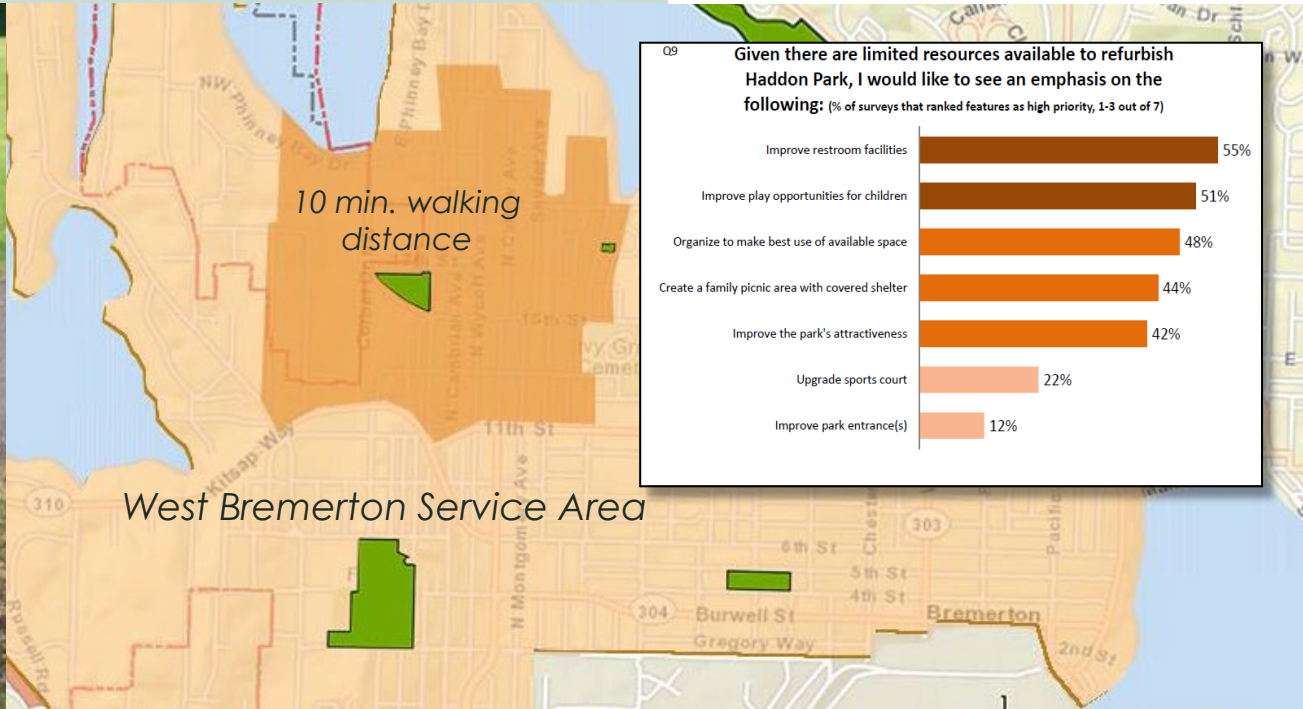 Q9
Given there are limited resources available to refurbish
Haddon Park, I would like to see an emphasis on the
following: (% of surveys that ranked features as high priority, 1-3 out of 7)
Improve restroom facilities
55%
Improve play opportunities for children
51%
Organize to make best use of available space
48%
Create a family picnic area with covered shelter
44%
Improve the park's attractiveness
42%
Upgrade sports court
22%
Improve park entrance(s)
12%
10 min. walking
distance
West Bremerton Service Area
NW Phinney Bay Dr
E Phinney Bay D
Snyder Ave
N Cambrian Ave
N Wycoff Ave
15th St
11th St
Kitsap Way
310
N Montgomery Ave
303
Pacific
6th St
5th St
4th St
304
Burwell St
Bremerton
Gregory Way
2nd St
Russell Rd
Dr
1